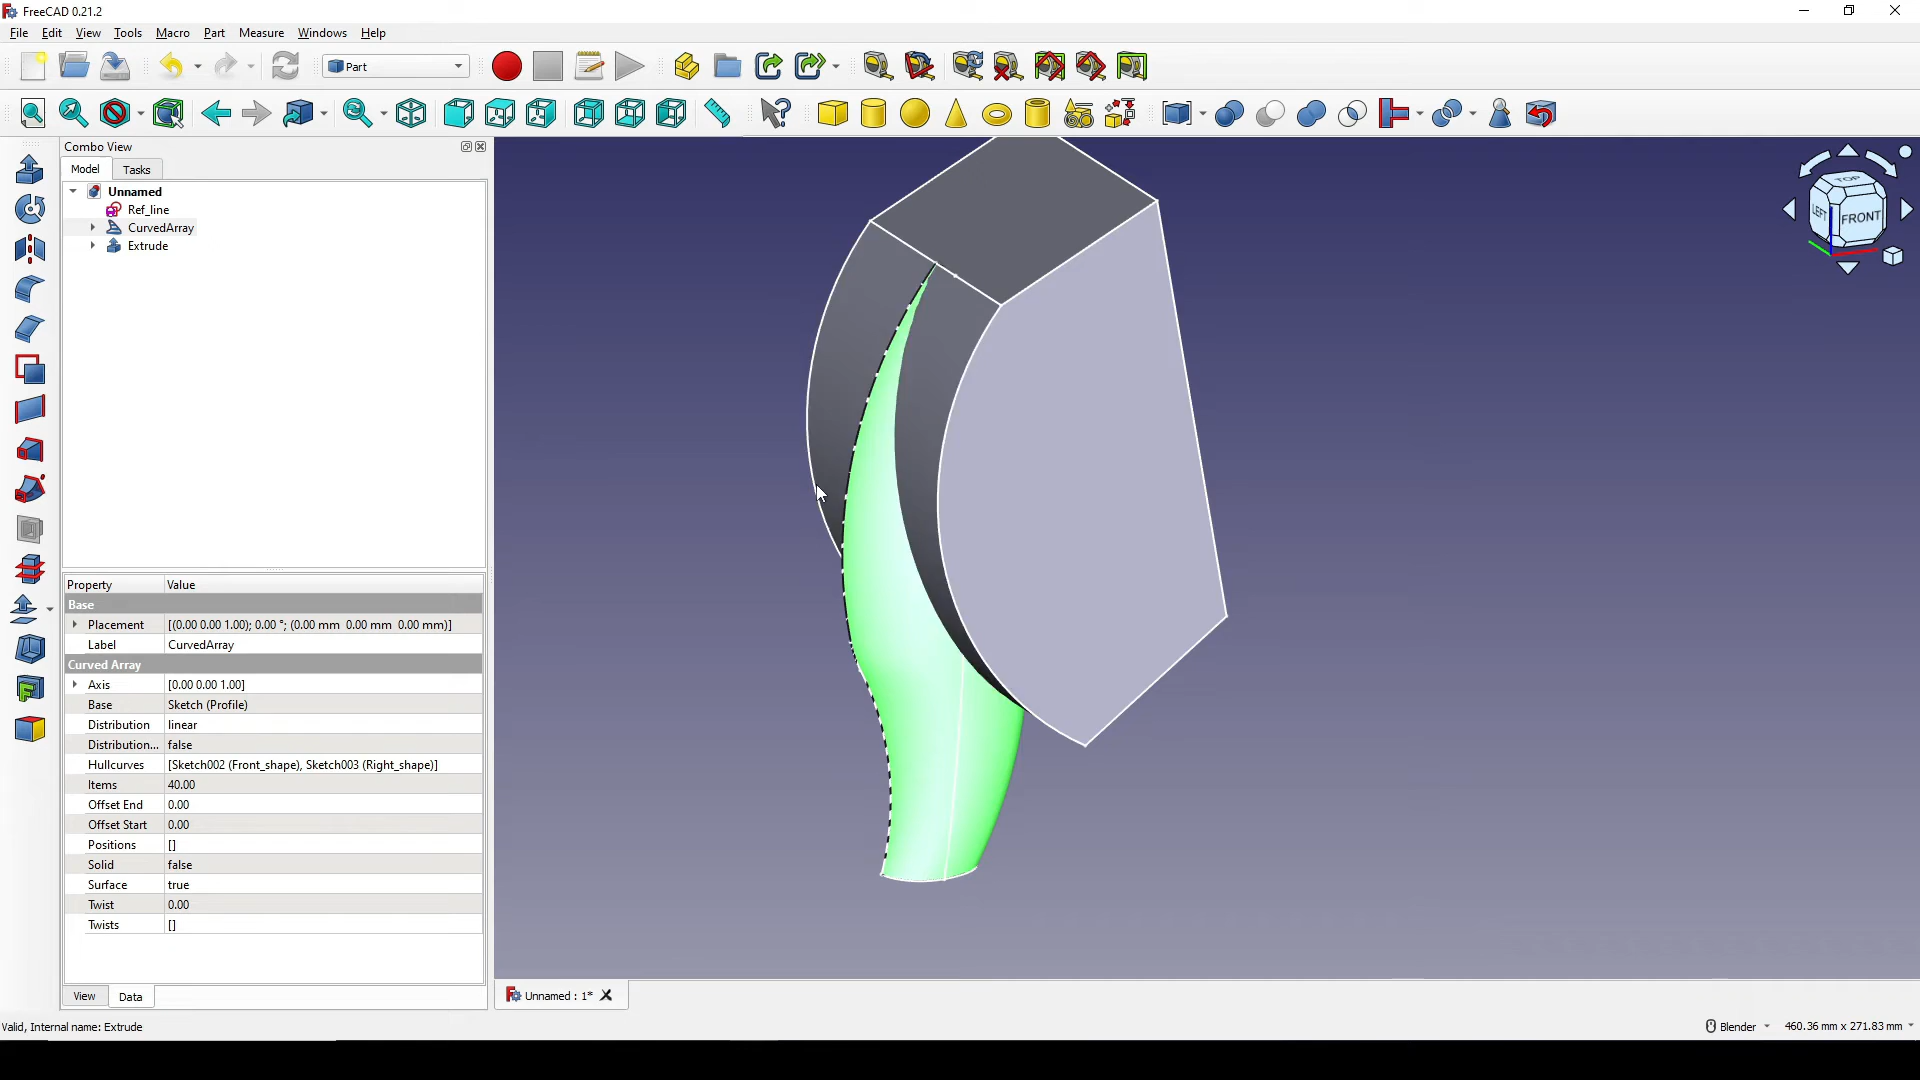 FreeCAD 0.21.2
File Edit View Tools Macro Part Measure Windows Help
Part
Combo View
Model Tasks
Unnamed
Ref_line
CurvedArray
Extrude
TOP
LEFT FRONT
Property Value
Base
Placement [(0.00 0.00 1.00); 0.00 °; (0.00 mm 0.00 mm 0.00 mm)]
Label CurvedArray
Curved Array
Axis [0.00 0.00 1.00]
Base Sketch (Profile)
Distribution linear
Distribution... false
Hullcurves [Sketch002 (Front_shape), Sketch003 (Right_shape)]
Items 40.00
Offset End 0.00
Offset Start 0.00
Positions []
Solid false
Surface true
Twist 0.00
Twists []
View Data
Unnamed : 1*
Valid, Internal name: Extrude
Blender 460.36 mm x 271.83 mm